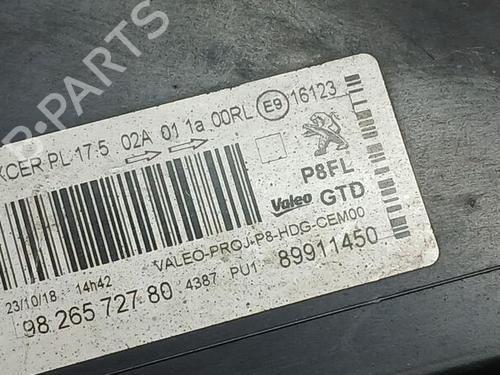 B-PARTS
XCER PL 17.5 02A 01 1a 00RL E9 16123
P8FL
Valeo GTD
VALEO-PROJ-P8-HDG-CEM00
23/10/18 14h42
98 265 727 80 4387 PU1: 89911450